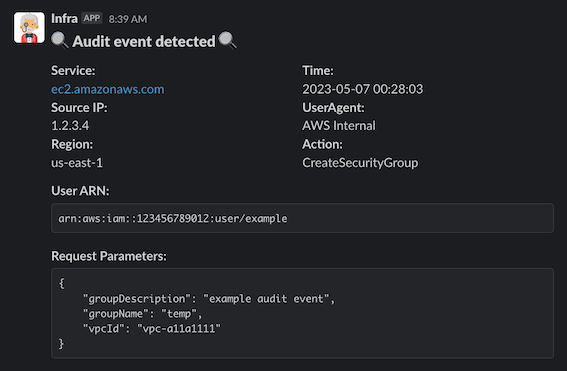 Infra APP 8:39 AM
Audit event detected
Service: Time:
ec2.amazonaws.com 2023-05-07 00:28:03
Source IP: UserAgent:
1.2.3.4 AWS Internal
Region: Action:
us-east-1 CreateSecurityGroup
User ARN:
arn:aws:iam::123456789012:user/example
Request Parameters:
{
    "groupDescription": "example audit event",
    "groupName": "temp",
    "vpcId": "vpc-a11a1111"
}